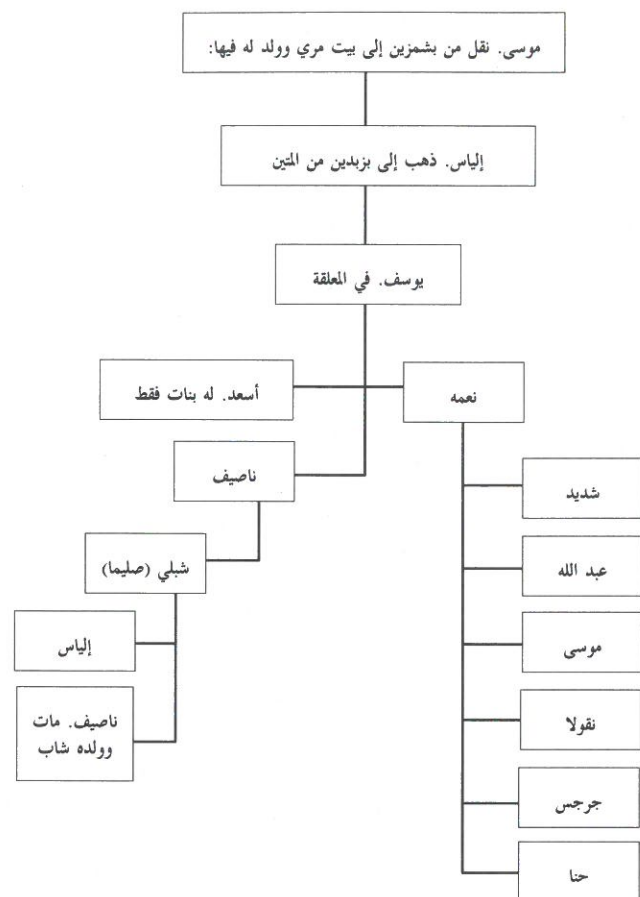 موسى. نقل من بشمزين إلى بيت مري وولد له فيها:
إلياس. ذهب إلى بزبدين من المتين
يوسف. في المعلقة
نعمه
أسعد. له بنات فقط
ناصيف
شديد
شبلي (صليما)
عبد الله
إلياس
موسى
ناصيف. مات
وولده شاب
نقولا
جرجس
حنا